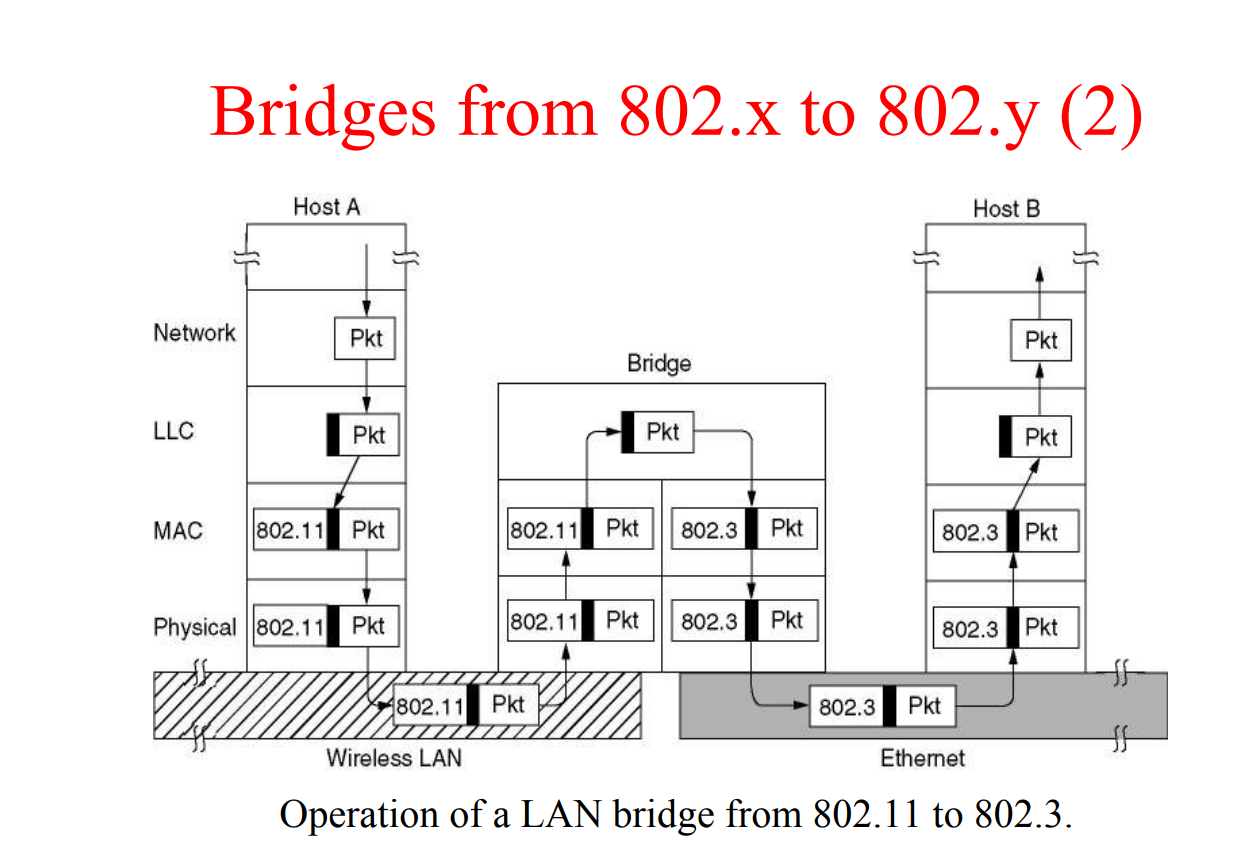 Bridges from 802.x to 802.y (2)
Host A
Host B
Network
Pkt
Pkt
Bridge
LLC
Pkt
Pkt
Pkt
MAC
802.11 Pkt
802.11 Pkt
802.3 Pkt
802.3 Pkt
Physical
802.11 Pkt
802.11 Pkt
802.3 Pkt
802.3 Pkt
802.11 Pkt
802.3 Pkt
Wireless LAN
Ethernet
Operation of a LAN bridge from 802.11 to 802.3.